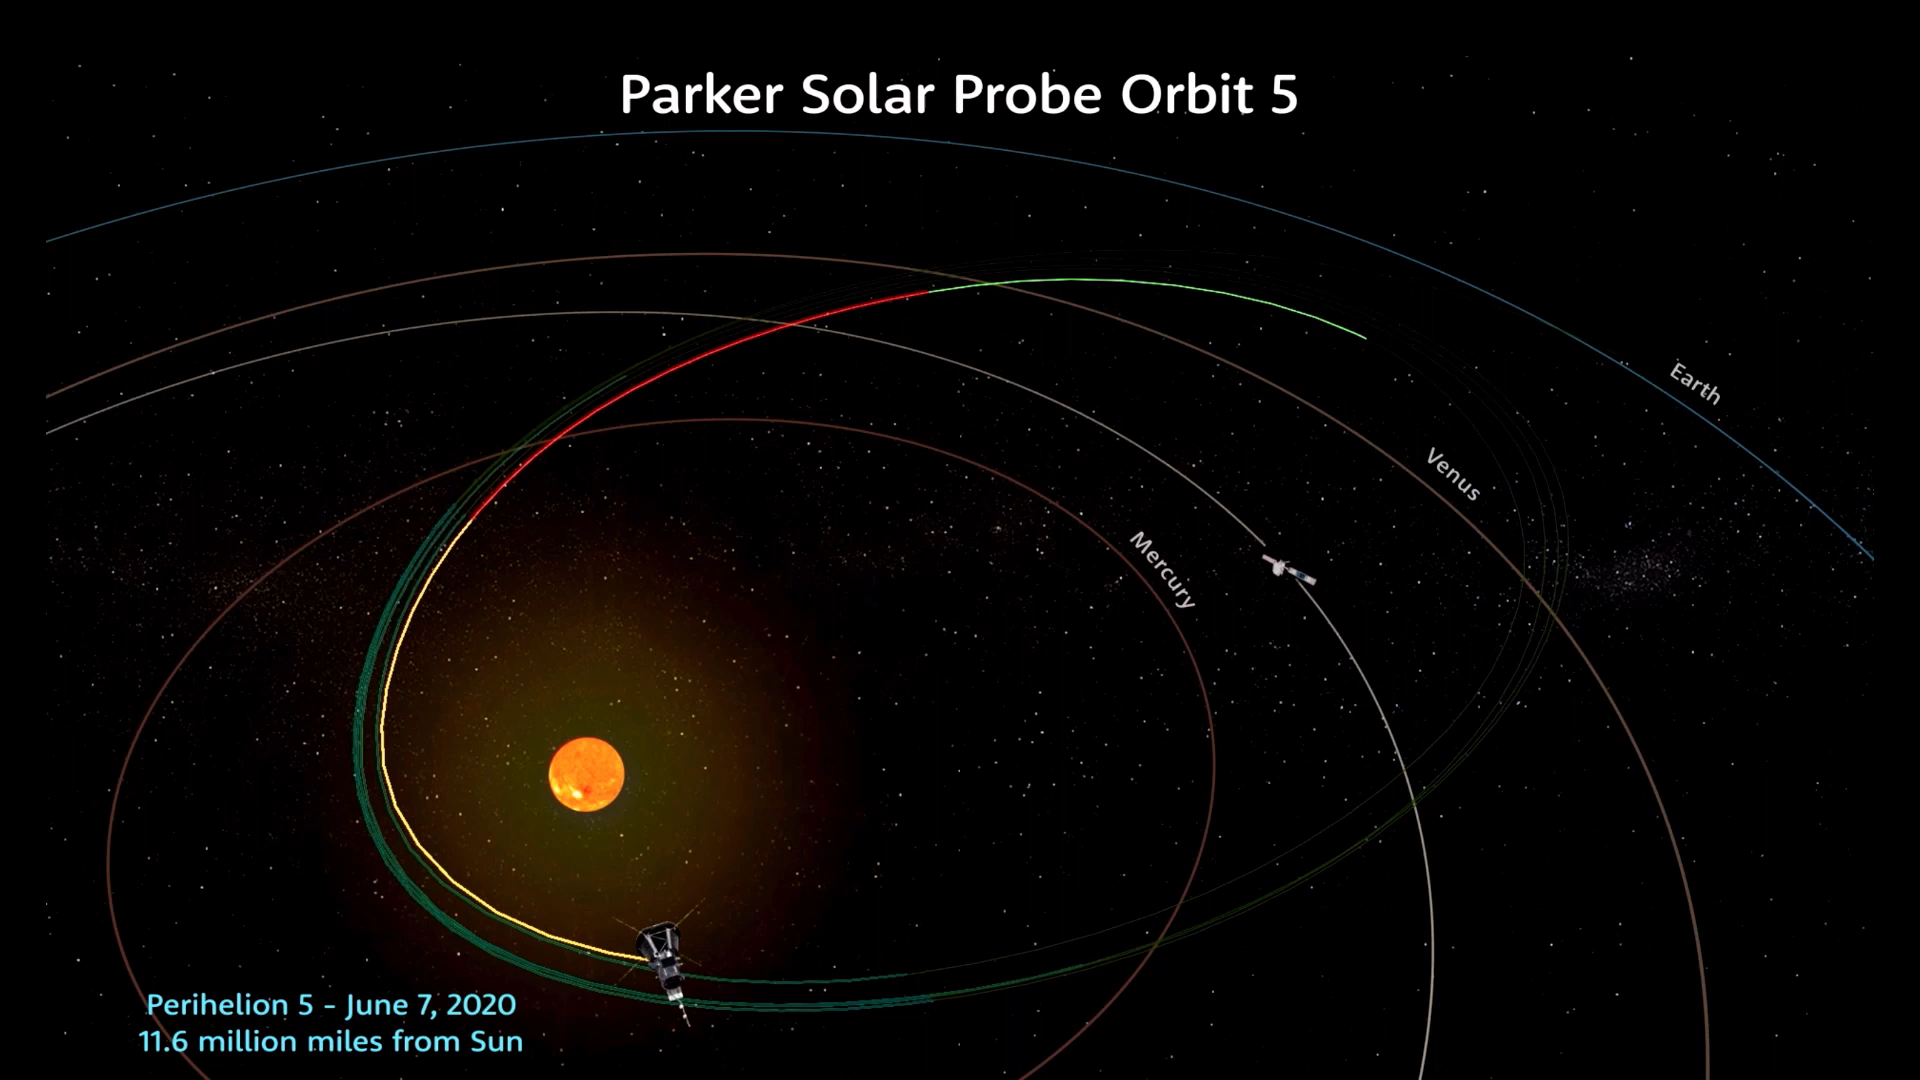 Parker Solar Probe Orbit 5
Earth
Venus
Mercury
Perihelion 5 - June 7, 2020
11.6 million miles from Sun